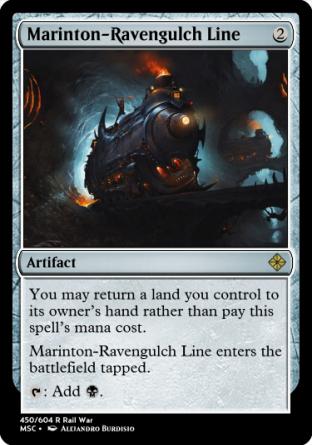 Marinton-Ravengulch Line 2
Artifact
You may return a land you control to
its owner's hand rather than pay this
spell's mana cost.
Marinton-Ravengulch Line enters the
battlefield tapped.
: Add .
450/604 R Rail War
MSC • Alejandro Burdisio